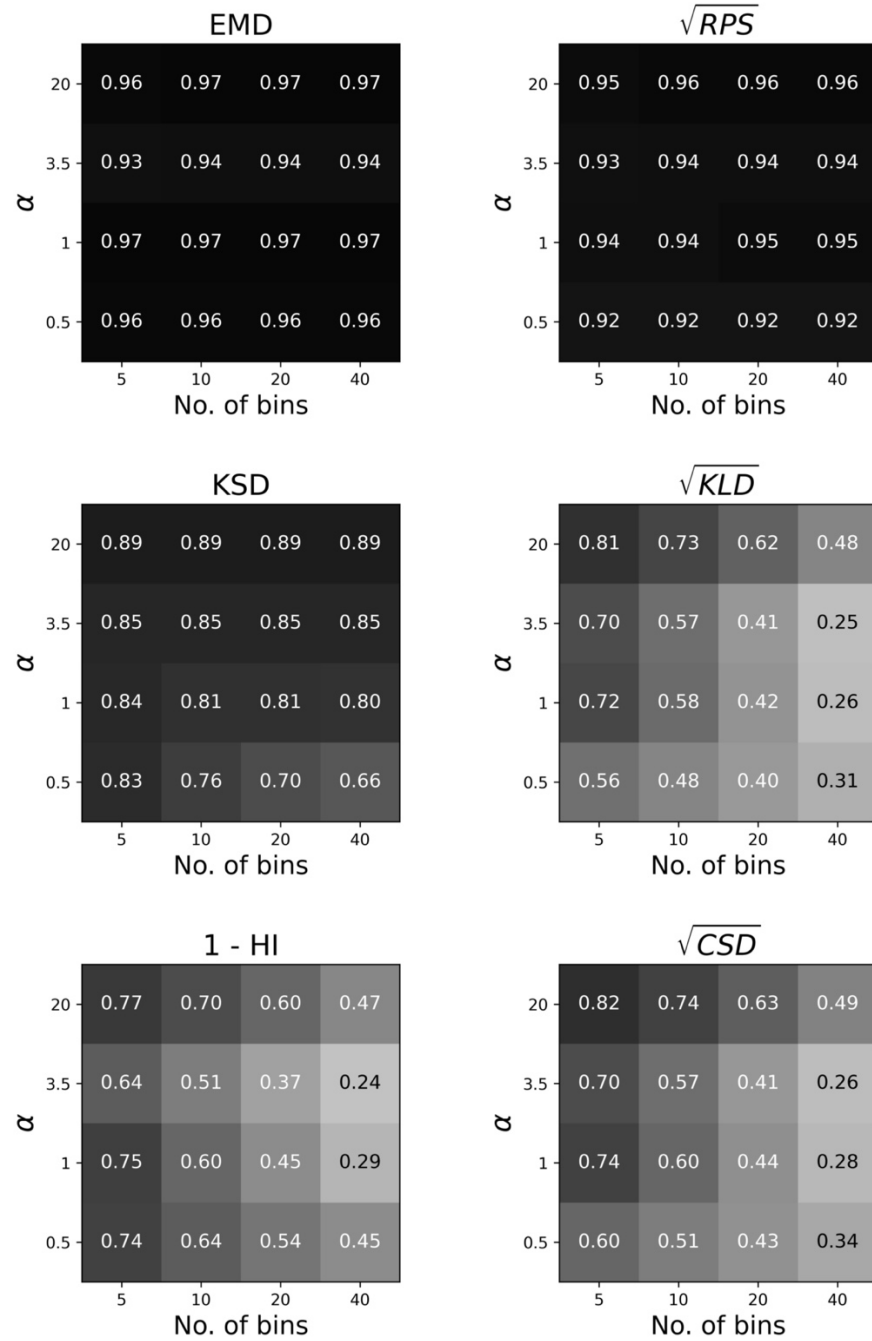 EMD
20 0.96 0.97 0.97 0.97
3.5 0.93 0.94 0.94 0.94
α
1 0.97 0.97 0.97 0.97
0.5 0.96 0.96 0.96 0.96
5 10 20 40
No. of bins
√RPS
20 0.95 0.96 0.96 0.96
3.5 0.93 0.94 0.94 0.94
α
1 0.94 0.94 0.95 0.95
0.5 0.92 0.92 0.92 0.92
5 10 20 40
No. of bins
KSD
20 0.89 0.89 0.89 0.89
3.5 0.85 0.85 0.85 0.85
α
1 0.84 0.81 0.81 0.80
0.5 0.83 0.76 0.70 0.66
5 10 20 40
No. of bins
√KLD
20 0.81 0.73 0.62 0.48
3.5 0.70 0.57 0.41 0.25
α
1 0.72 0.58 0.42 0.26
0.5 0.56 0.48 0.40 0.31
5 10 20 40
No. of bins
1 - HI
20 0.77 0.70 0.60 0.47
3.5 0.64 0.51 0.37 0.24
α
1 0.75 0.60 0.45 0.29
0.5 0.74 0.64 0.54 0.45
5 10 20 40
No. of bins
√CSD
20 0.82 0.74 0.63 0.49
3.5 0.70 0.57 0.41 0.26
α
1 0.74 0.60 0.44 0.28
0.5 0.60 0.51 0.43 0.34
5 10 20 40
No. of bins